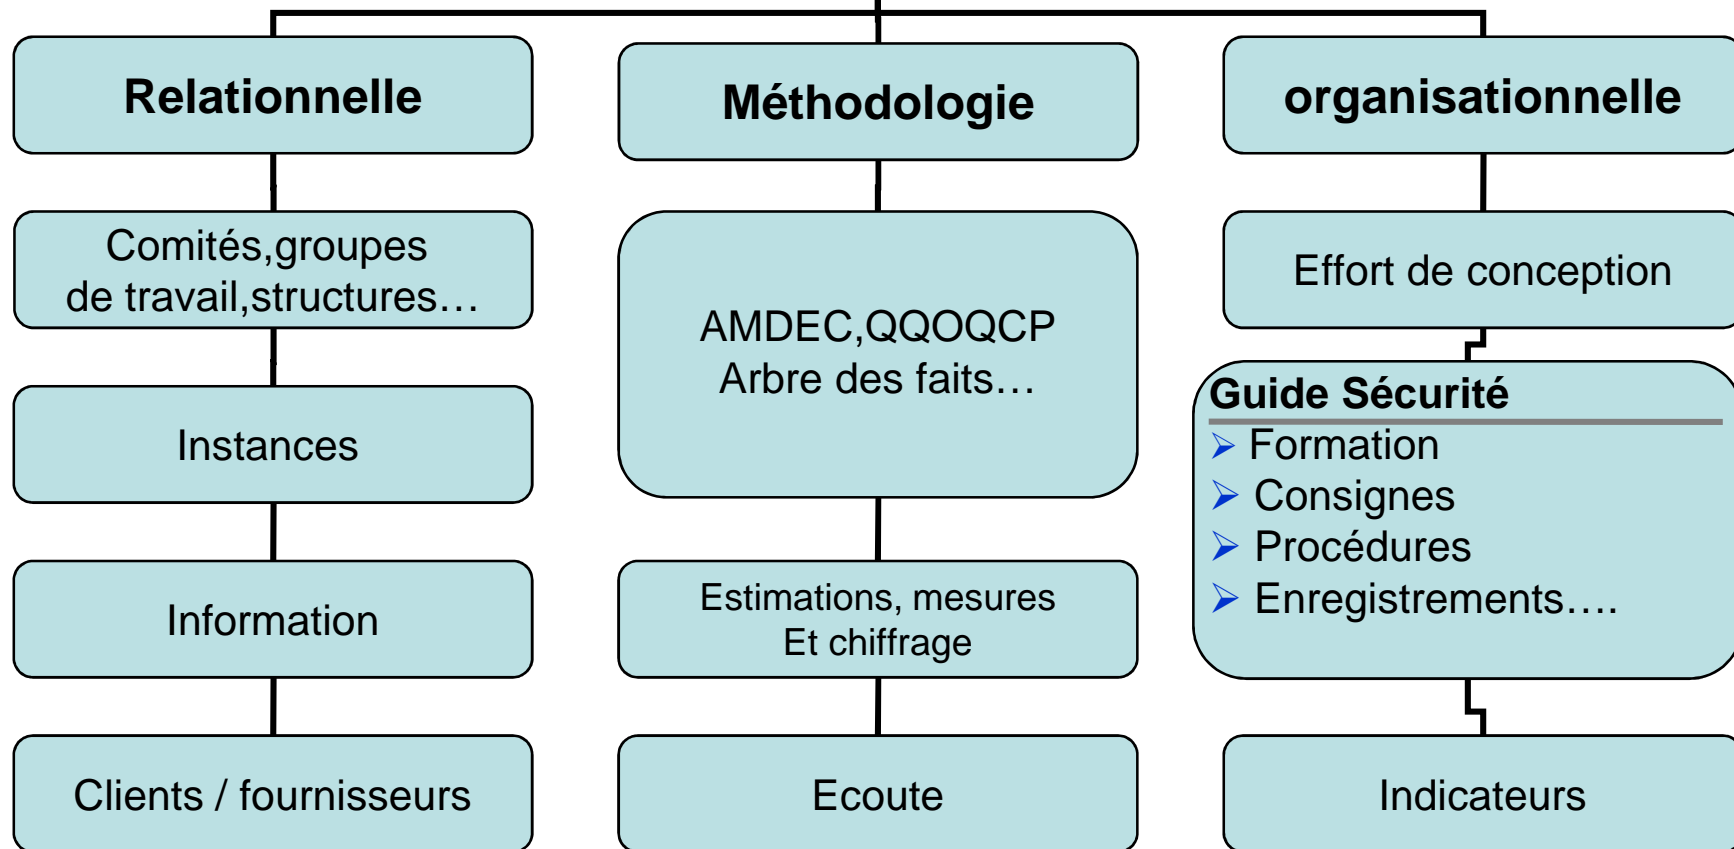 Relationnelle
Comités,groupes
de travail,structures…
Instances
Information
Clients / fournisseurs
Méthodologie
AMDEC,QQOQCP
Arbre des faits…
Estimations, mesures
Et chiffrage
Ecoute
organisationnelle
Effort de conception
Guide Sécurité
➢ Formation
➢ Consignes
➢ Procédures
➢ Enregistrements….
Indicateurs